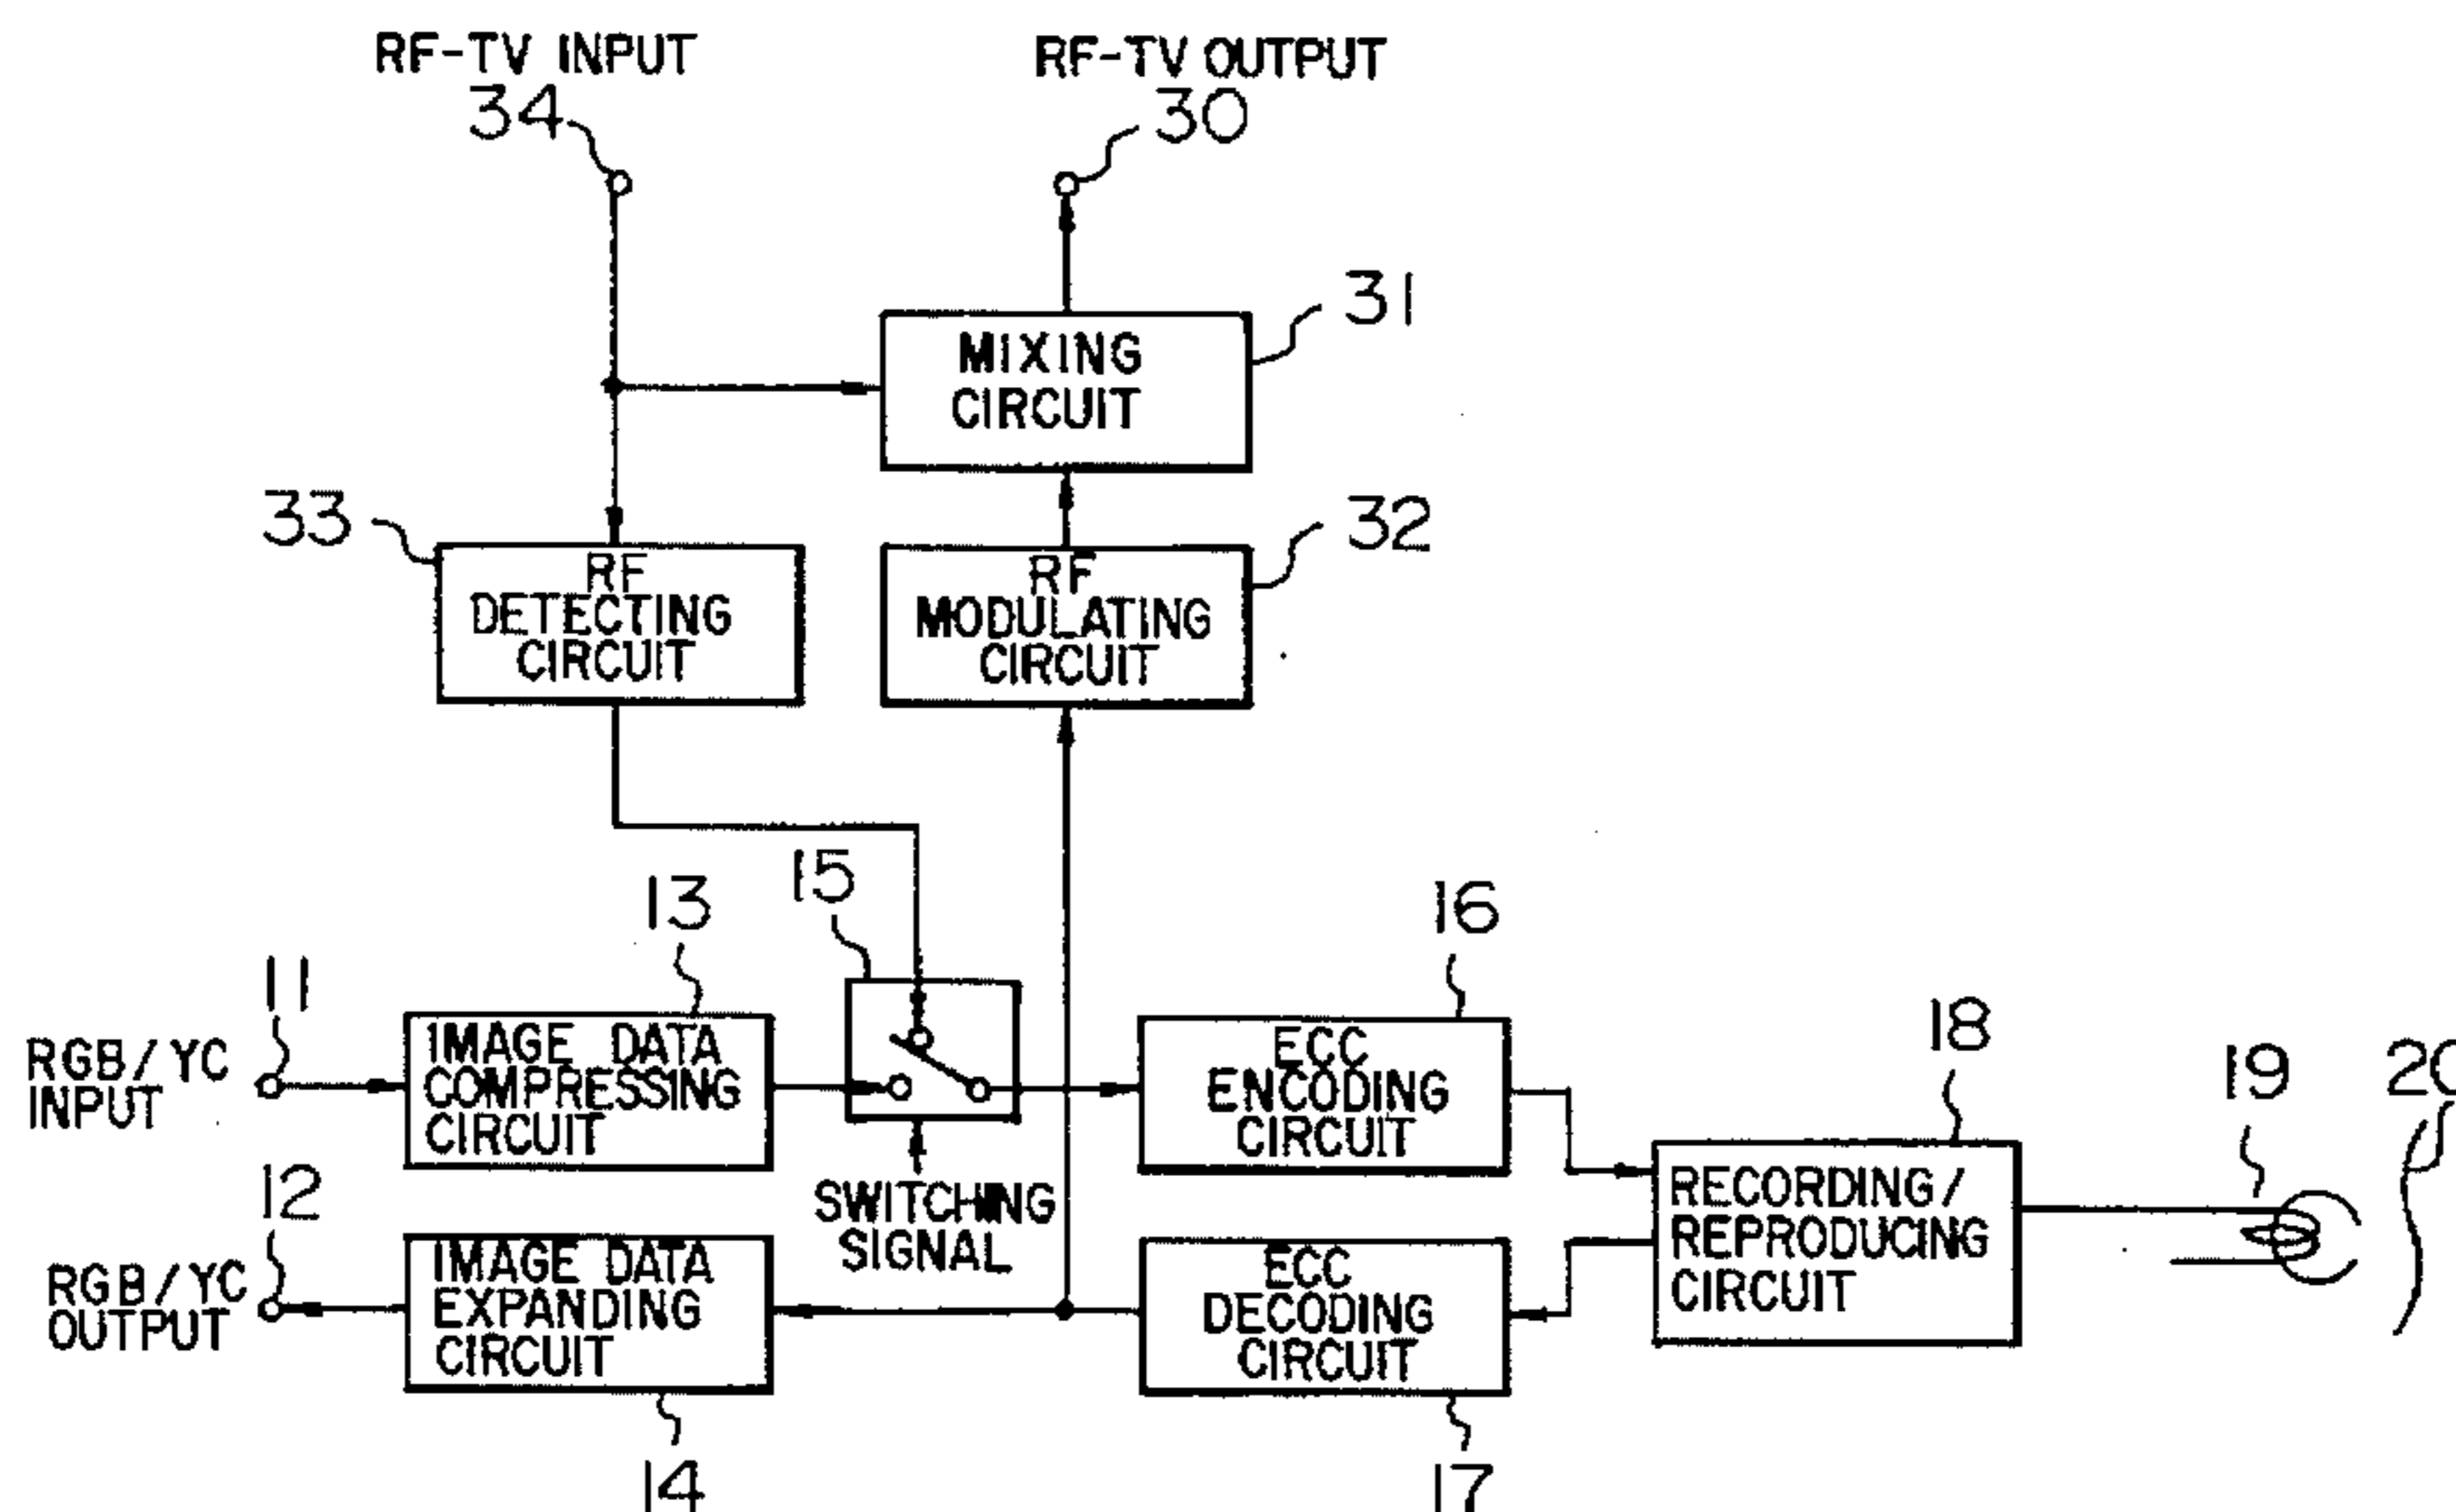 RF-TV INPUT
34
RF-TV OUTPUT
30
31
MIXING
CIRCUIT
33
RF
DETECTING
CIRCUIT
32
RF
MODULATING
CIRCUIT
15
13
16
11
RGB/YC
INPUT
IMAGE DATA
COMPRESSING
CIRCUIT
ECC
ENCODING
CIRCUIT
18
19
20
12
RGB/YC
OUTPUT
SWITCHING
SIGNAL
RECORDING/
REPRODUCING
CIRCUIT
IMAGE DATA
EXPANDING
CIRCUIT
ECC
DECODING
CIRCUIT
14
17